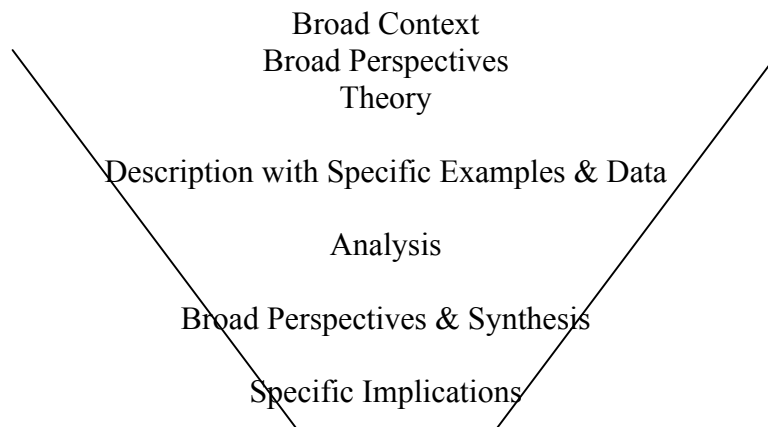 Broad Context
Broad Perspectives
Theory
Description with Specific Examples & Data
Analysis
Broad Perspectives & Synthesis
Specific Implications